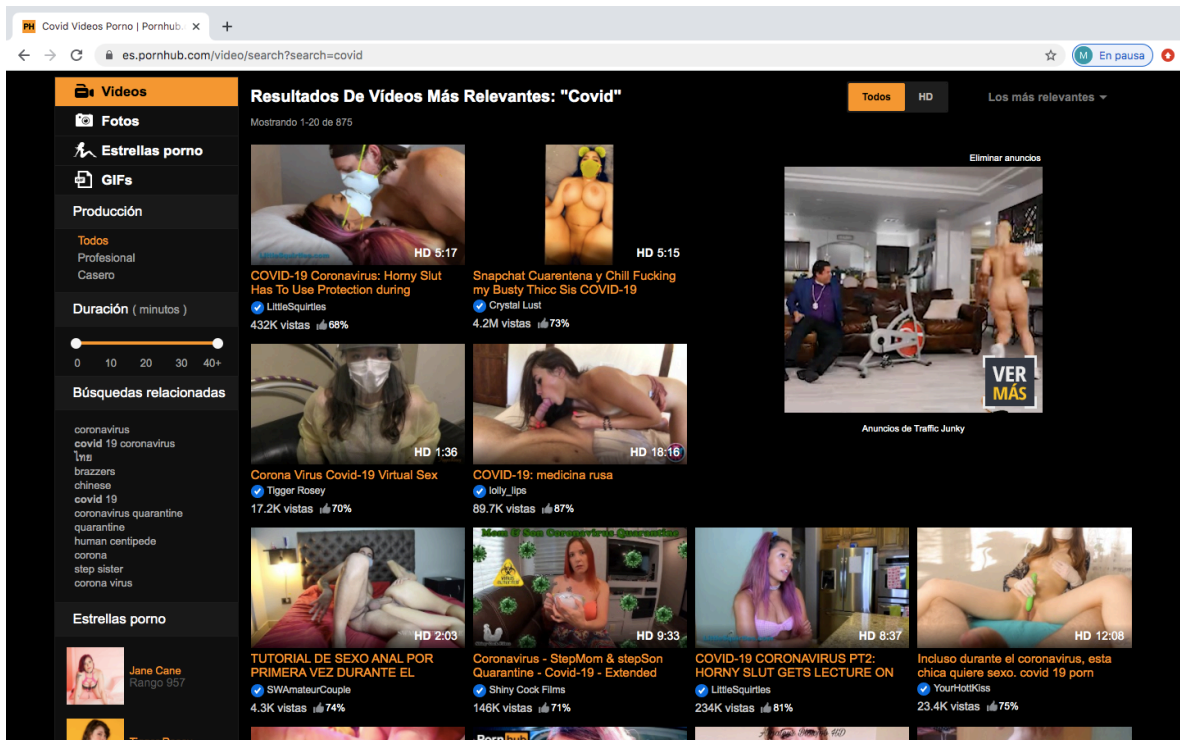 PH Covid Videos Porno | Pornhub.
es.pornhub.com/video/search?search=covid
M En pausa
Videos
Fotos
Estrellas porno
GIFs
Producción
Todos
Profesional
Casero
Duración ( minutos )
0 10 20 30 40+
Búsquedas relacionadas
coronavirus
covid 19 coronavirus
ไทย
brazzers
chinese
covid 19
coronavirus quarantine
quarantine
human centipede
corona
step sister
corona virus
Estrellas porno
Jane Cane
Rango 957
Resultados De Vídeos Más Relevantes: "Covid"
Mostrando 1-20 de 875
Todos HD Los más relevantes
HD 5:17
COVID-19 Coronavirus: Horny Slut
Has To Use Protection during
LittleSquirtles
432K vistas 68%
HD 5:15
Snapchat Cuarentena y Chill Fucking
my Busty Thicc Sis COVID-19
Crystal Lust
4.2M vistas 73%
Eliminar anuncios
VER
MÁS
Anuncios de Traffic Junky
HD 1:36
Corona Virus Covid-19 Virtual Sex
Tigger Rosey
17.2K vistas 70%
HD 18:16
COVID-19: medicina rusa
lolly_lips
89.7K vistas 87%
HD 2:03
TUTORIAL DE SEXO ANAL POR
PRIMERA VEZ DURANTE EL
SWAmateurCouple
4.3K vistas 74%
Mom & Son Coronavirus Quarantine
HD 9:33
Coronavirus - StepMom & stepSon
Quarantine - Covid-19 - Extended
Shiny Cock Films
146K vistas 71%
HD 8:37
COVID-19 CORONAVIRUS PT2:
HORNY SLUT GETS LECTURE ON
LittleSquirtles
234K vistas 81%
HD 12:08
Incluso durante el coronavirus, esta
chica quiere sexo. covid 19 porn
YourHottKiss
23.4K vistas 75%
Porn hub